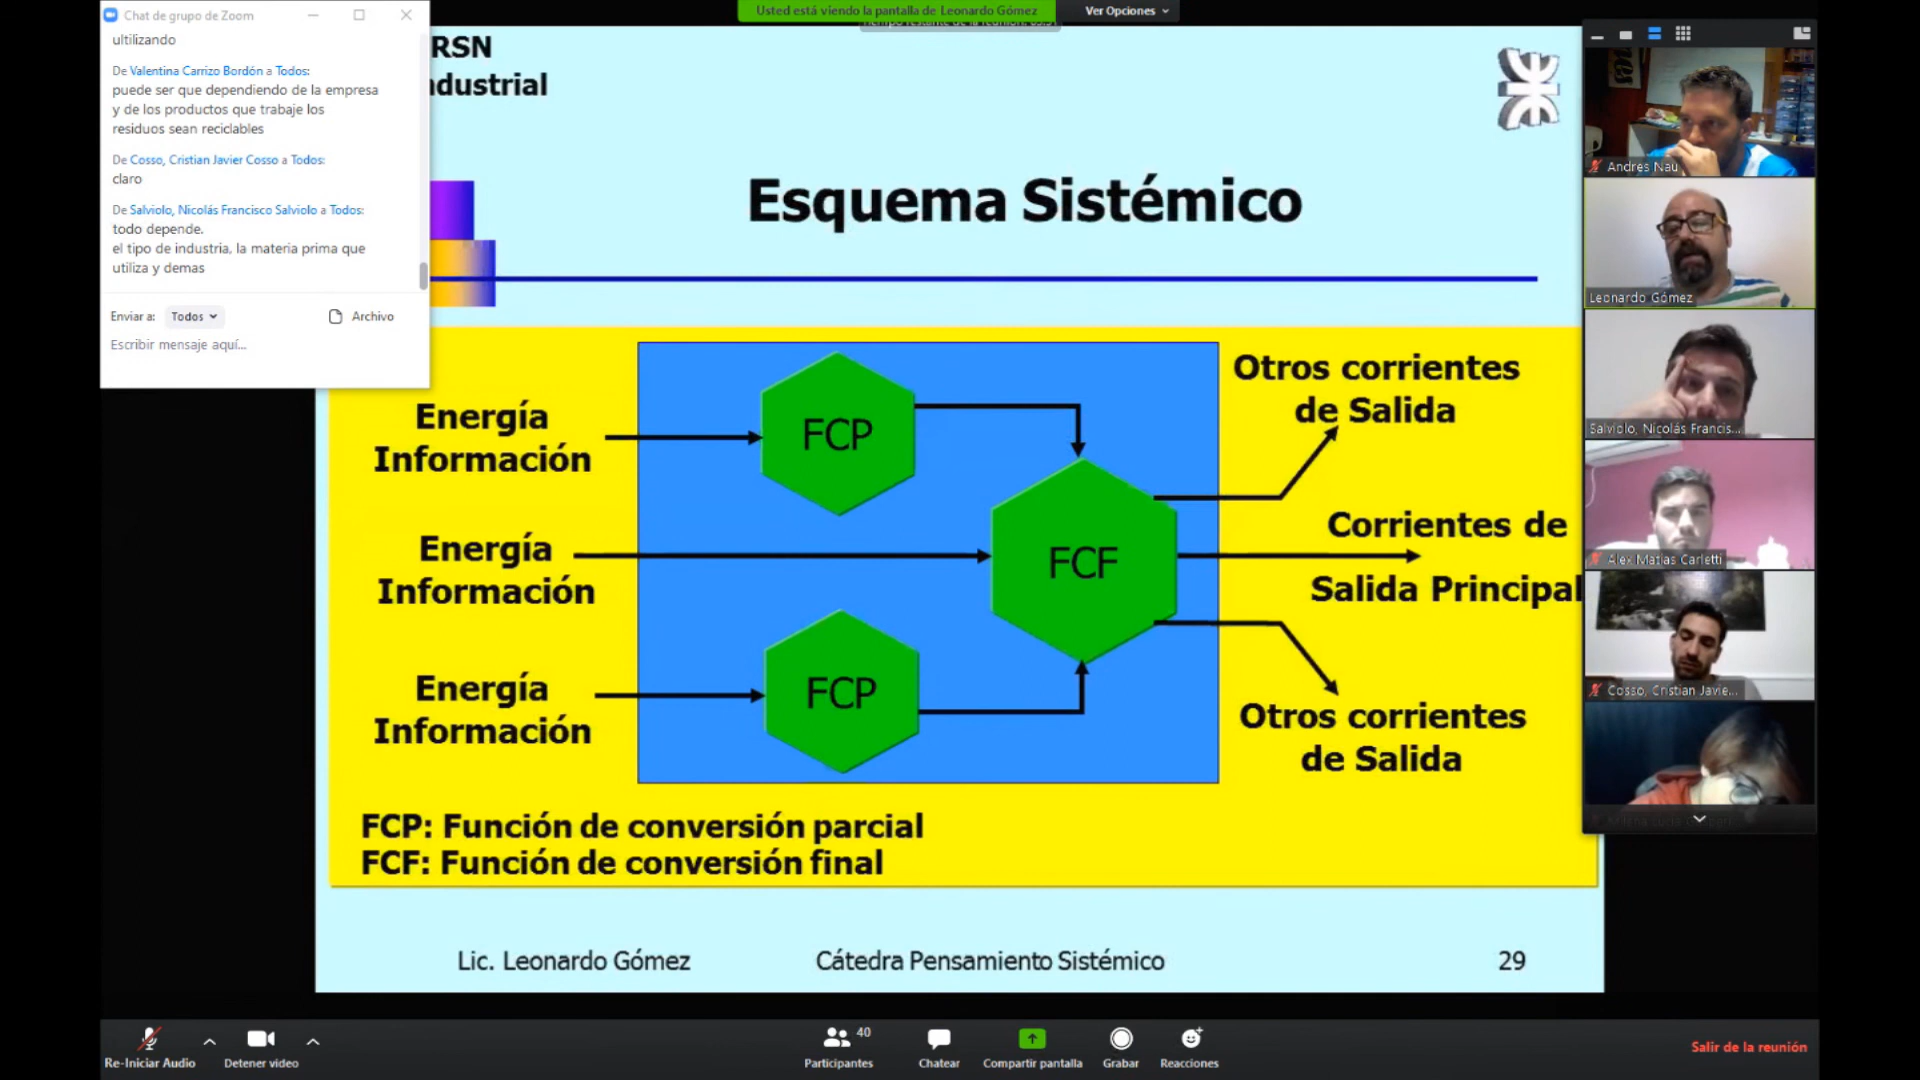 Chat de grupo de Zoom
ultilizando
De Valentina Carrizo Bordón a Todos:
puede ser que dependiendo de la empresa
y de los productos que trabaje los
residuos sean reciclables
De Cosso, Cristian Javier Cosso a Todos:
claro
De Salviolo, Nicolás Francisco Salviolo a Todos:
todo depende.
el tipo de industria, la materia prima que
utiliza y demas
Enviar a: Todos
Archivo
Escribir mensaje aquí...
Usted está viendo la pantalla de Leonardo Gómez
Ver Opciones
RSN
ndustrial
Esquema Sistémico
Energía
Información
Energía
Información
Energía
Información
FCP
FCF
FCP
Otros corrientes
de Salida
Corrientes de
Salida Principal
Otros corrientes
de Salida
FCP: Función de conversión parcial
FCF: Función de conversión final
Lic. Leonardo Gómez
Cátedra Pensamiento Sistémico
29
Andres Nau
Leonardo Gómez
Salviolo, Nicolás Francis...
Alex Matias Carletti
Cosso, Cristian Javie...
Re-Iniciar Audio
Detener video
40
Participantes
Chatear
Compartir pantalla
Grabar
Reacciones
Salir de la reunión